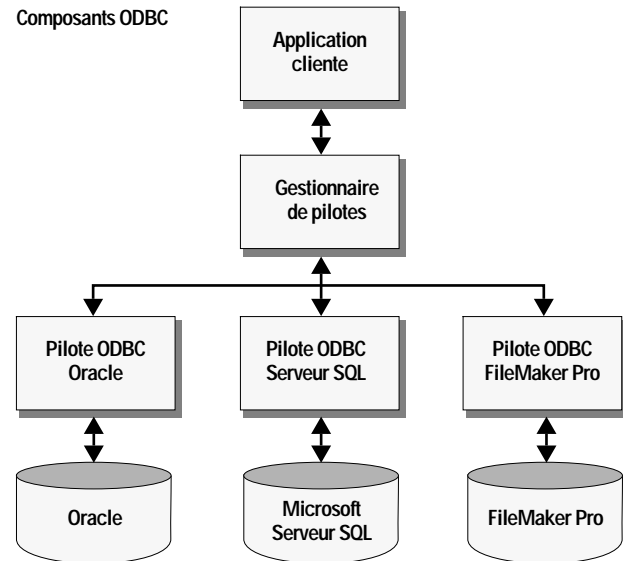 Composants ODBC
Application
cliente
Gestionnaire
de pilotes
Pilote ODBC
Oracle
Pilote ODBC
Serveur SQL
Pilote ODBC
FileMaker Pro
Oracle
Microsoft
Serveur SQL
FileMaker Pro